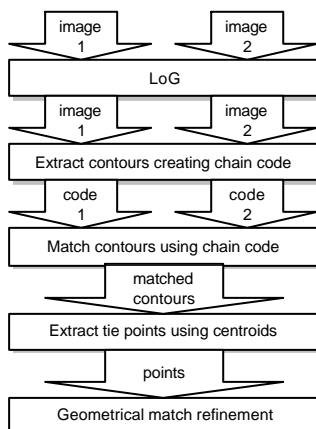 image image
1 2
LoG
image image
1 2
Extract contours creating chain code
code code
1 2
Match contours using chain code
matched
contours
Extract tie points using centroids
points
Geometrical match refinement